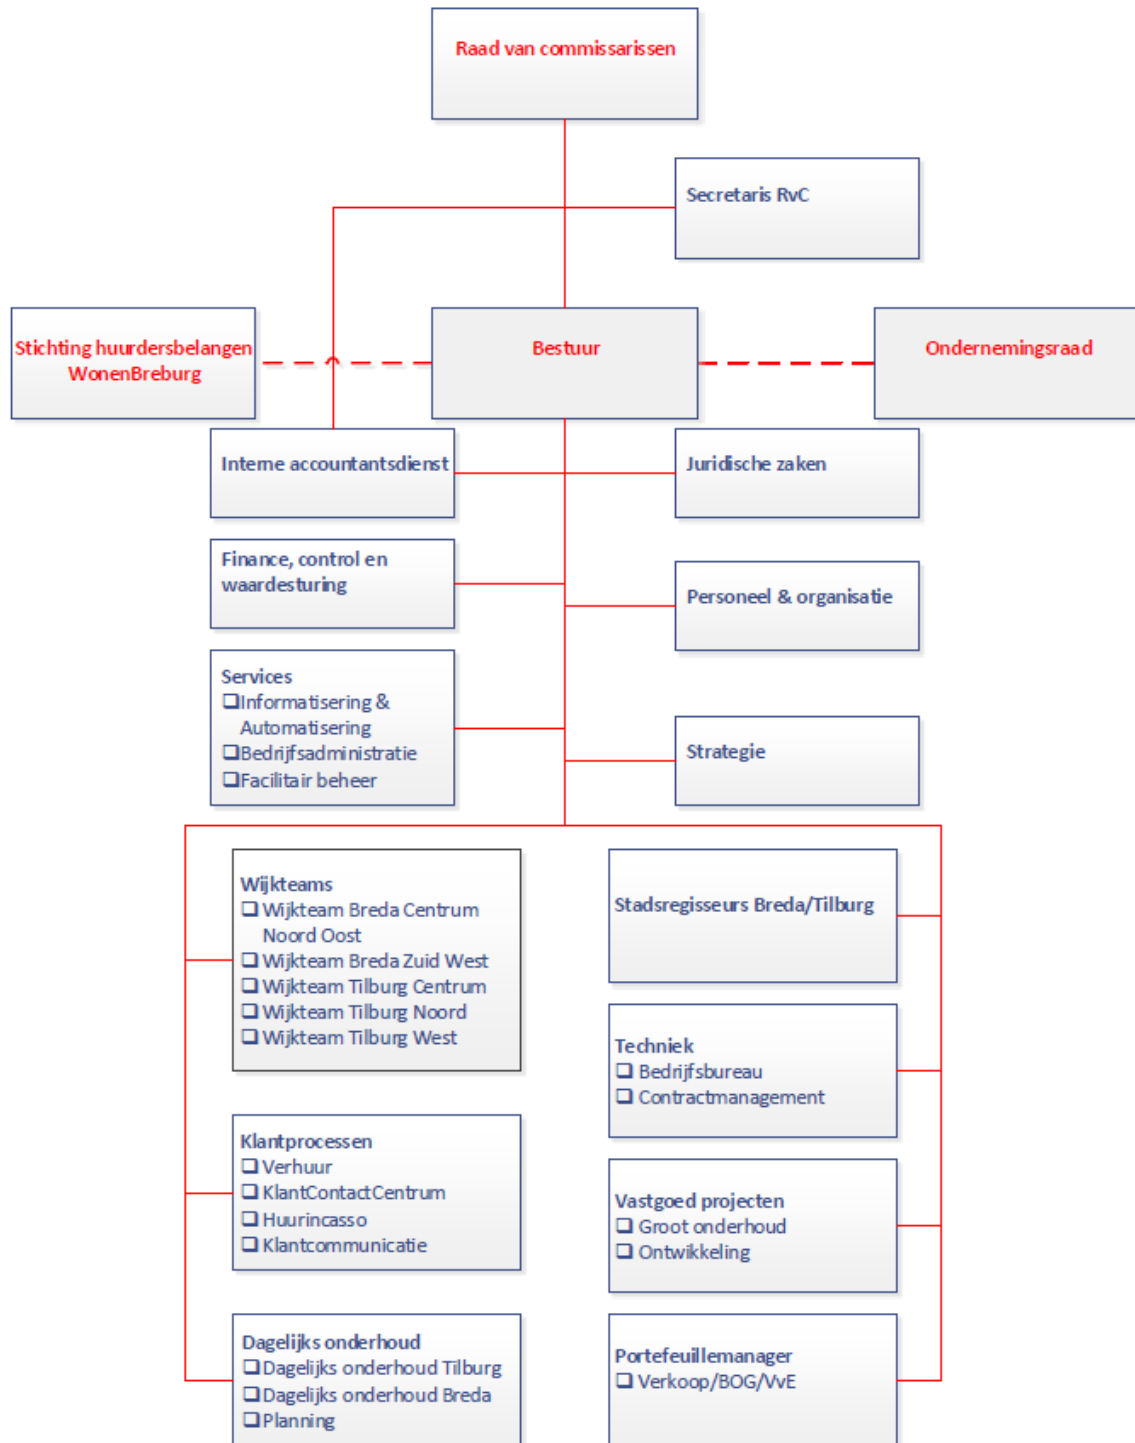 Raad van commissarissen
Secretaris RvC
Stichting huurdersbelangen
WonenBreburg
Bestuur
Ondernemingsraad
Interne accountantsdienst
Juridische zaken
Finance, control en
waardesturing
Personeel & organisatie
Services
❑Informatisering &
Automatisering
❑Bedrijfsadministratie
❑Facilitair beheer
Strategie
Wijkteams
❑ Wijkteam Breda Centrum
Noord Oost
❑ Wijkteam Breda Zuid West
❑ Wijkteam Tilburg Centrum
❑ Wijkteam Tilburg Noord
❑ Wijkteam Tilburg West
Stadsregisseurs Breda/Tilburg
Techniek
❑ Bedrijfsbureau
❑ Contractmanagement
Klantprocessen
❑ Verhuur
❑ KlantContactCentrum
❑ Huurincasso
❑ Klantcommunicatie
Vastgoed projecten
❑ Groot onderhoud
❑ Ontwikkeling
Dagelijks onderhoud
❑Dagelijks onderhoud Tilburg
❑Dagelijks onderhoud Breda
❑Planning
Portefeuillemanager
❑ Verkoop/BOG/VvE